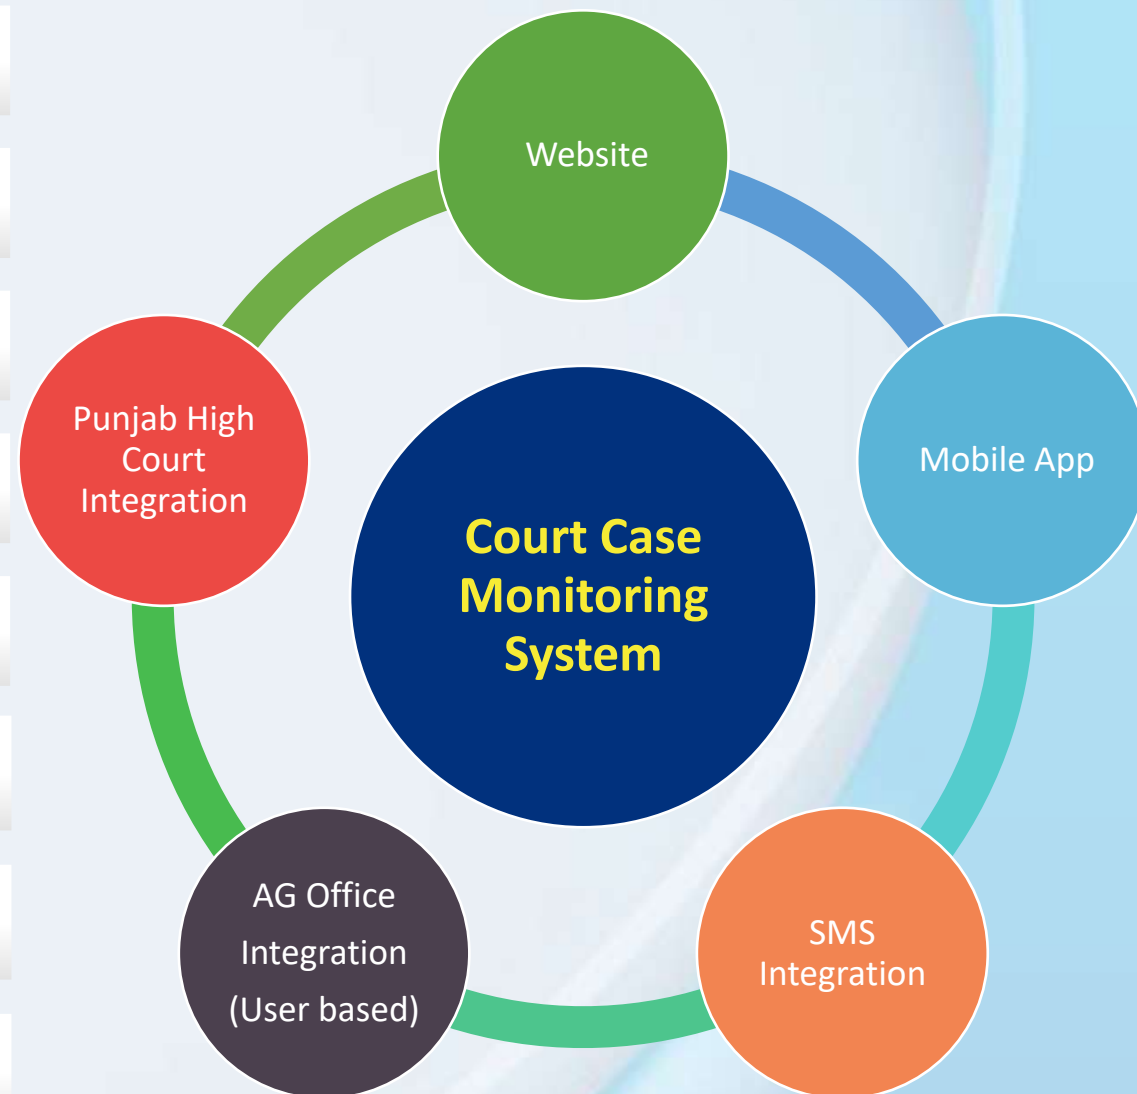 Website
Mobile App
Punjab High
Court
Integration
Court Case
Monitoring
System
AG Office
Integration
(User based)
SMS
Integration